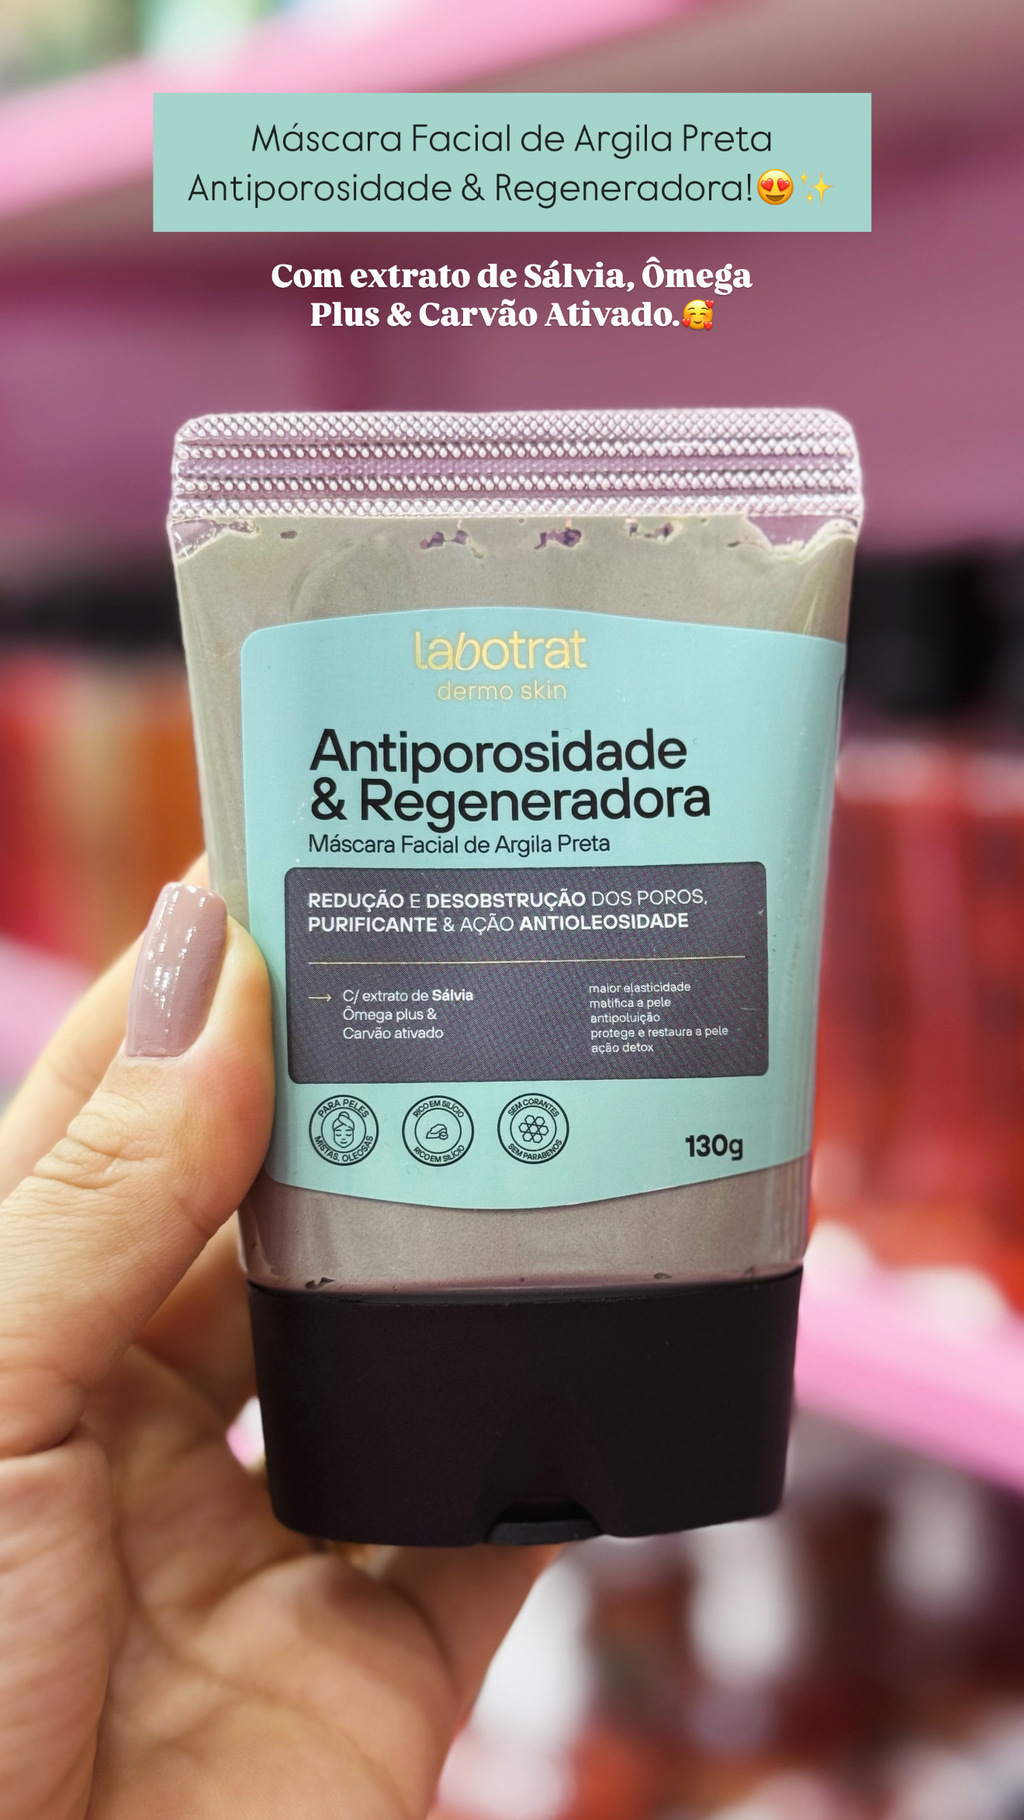 Máscara Facial de Argila Preta
Antiporosidade & Regeneradora!😍✨
Com extrato de Sálvia, Ômega
Plus & Carvão Ativado.🥰
labotrat
dermo skin
Antiporosidade
& Regeneradora
Máscara Facial de Argila Preta
REDUÇÃO E DESOBSTRUÇÃO DOS POROS,
PURIFICANTE & AÇÃO ANTIOLEOSIDADE
→ C/ extrato de Sálvia
Ômega plus &
Carvão ativado
maior elasticidade
matifica a pele
antipoluição
protege e restaura a pele
ação detox
PARA PELES
MISTAS, OLEOSAS
RICO EM SILÍCIO
RICO EM SILÍCIO
SEM CORANTES
SEM PARABENOS
130g